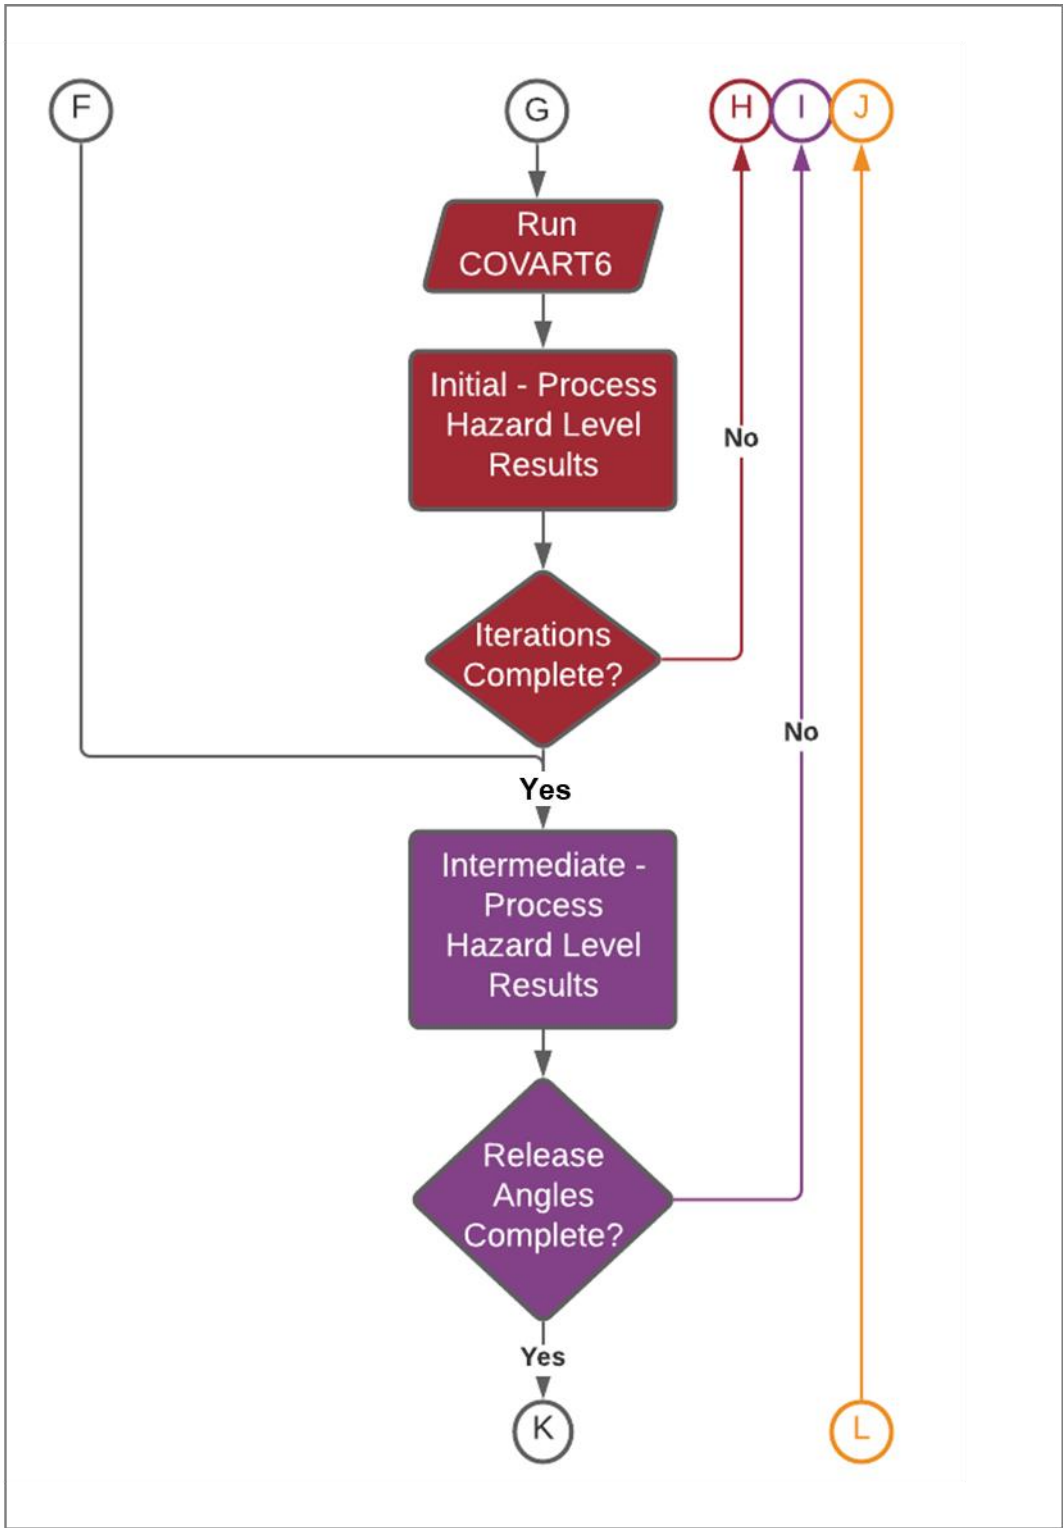 F
G
H
I
J
Run
COVART6
Initial - Process
Hazard Level
Results
No
Iterations
Complete?
No
Yes
Intermediate -
Process
Hazard Level
Results
Release
Angles
Complete?
Yes
K
L